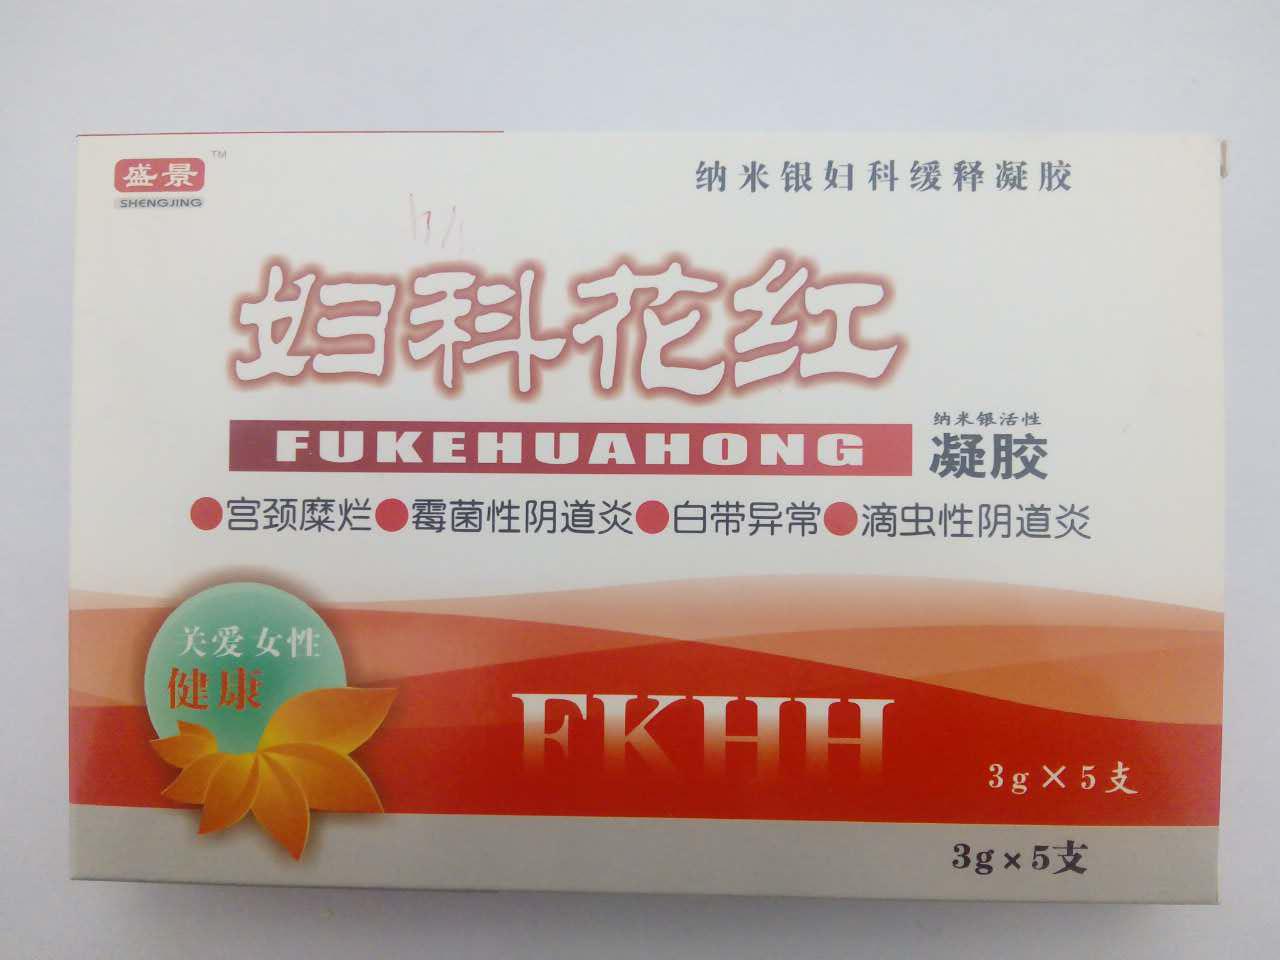 盛景
TM
SHENGJING
纳米银妇科缓释凝胶
妇科花红
FUKEHUAHONG
纳米银活性
凝胶
●宫颈糜烂●霉菌性阴道炎●白带异常●滴虫性阴道炎
关爱女性
健康
FKHH
3g×5支
3g×5支